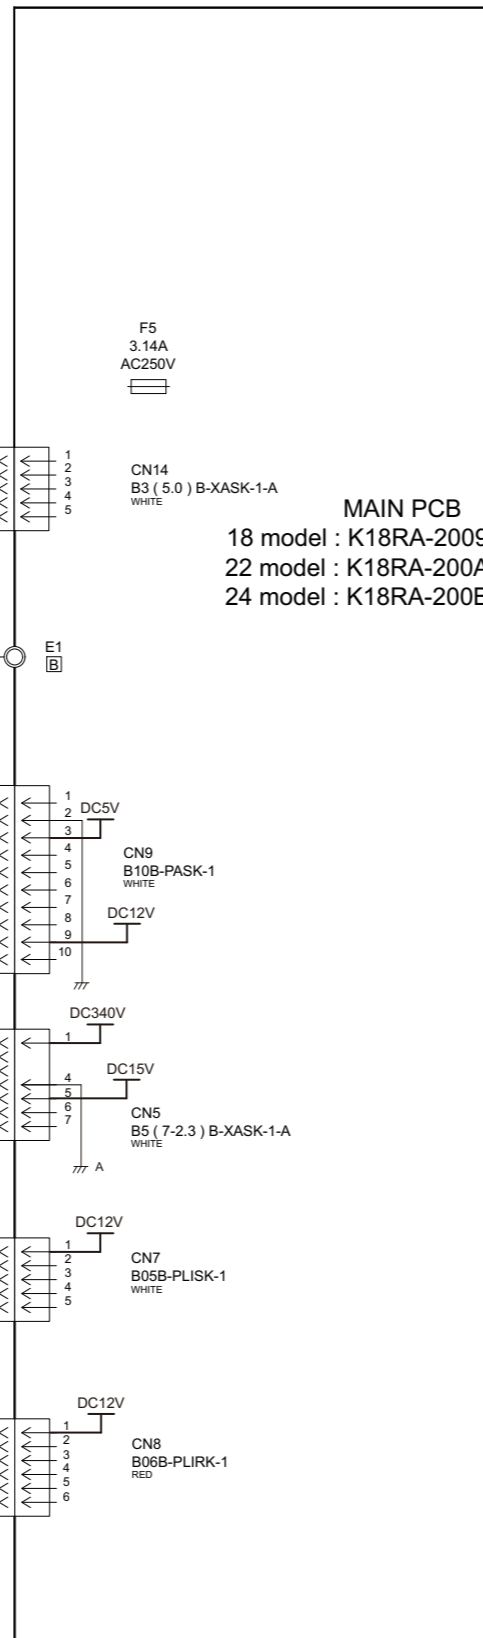 F5
3.14A
AC250V
1
2
3
4
5
CN14
B3 ( 5.0 ) B-XASK-1-A
WHITE
MAIN PCB
18 model : K18RA-2009
22 model : K18RA-200A
24 model : K18RA-200B
E1
B
1
2
3
4
5
6
7
8
9
10
DC5V
CN9
B10B-PASK-1
WHITE
DC12V
DC340V
1
4
5
6
7
DC15V
CN5
B5 ( 7-2.3 ) B-XASK-1-A
WHITE
A
DC12V
1
2
3
4
5
CN7
B05B-PLISK-1
WHITE
DC12V
1
2
3
4
5
6
CN8
B06B-PLIRK-1
RED